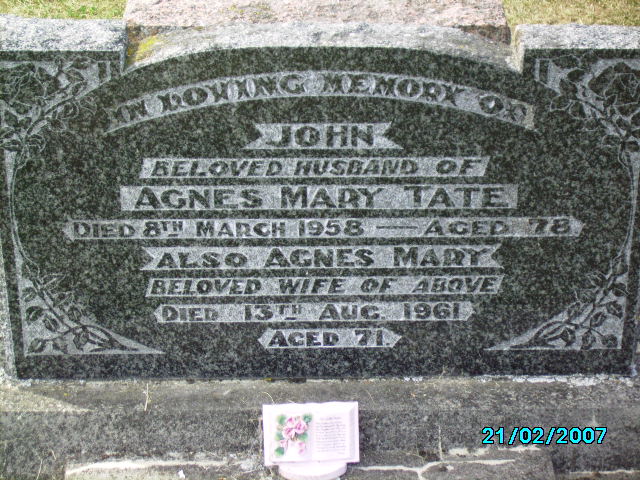 IN LOVING MEMORY OF
JOHN
BELOVED HUSBAND OF
AGNES MARY TATE
DIED 8TH MARCH 1958 — AGED 78
ALSO AGNES MARY
BELOVED WIFE OF ABOVE
DIED 13TH AUG. 1961
AGED 71.
21/02/2007